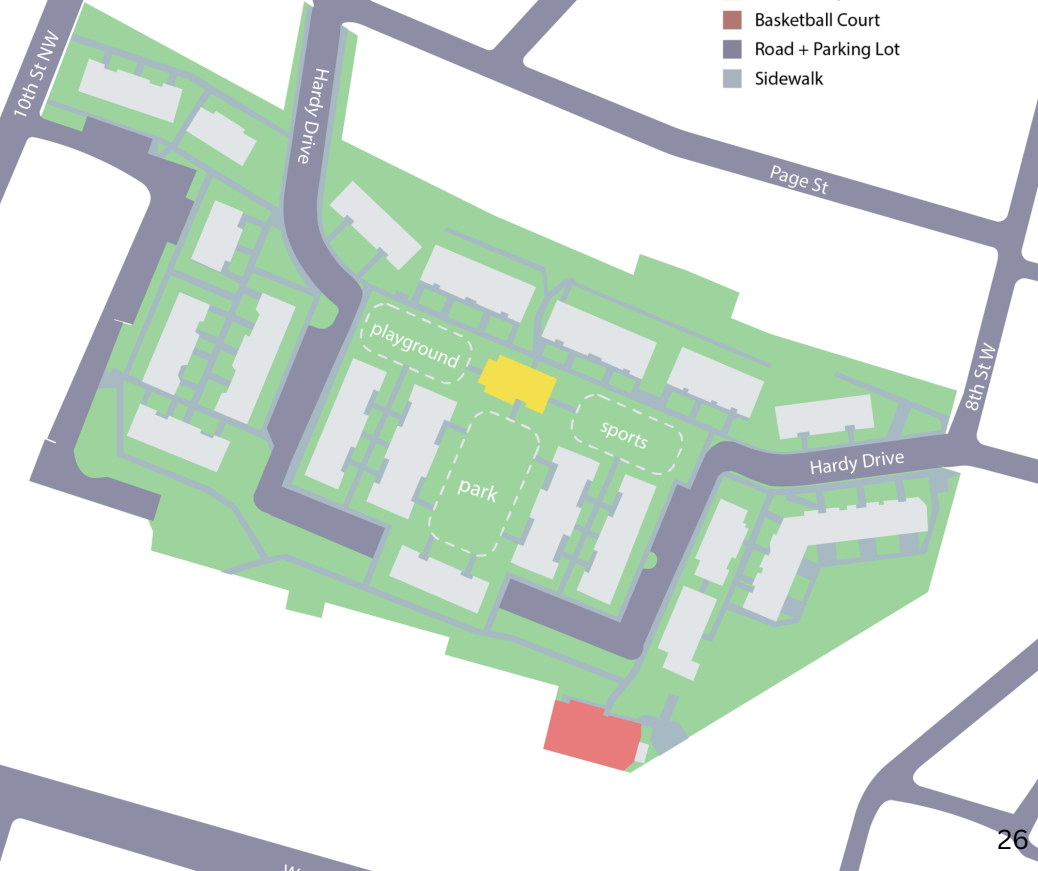 Basketball Court
Road + Parking Lot
Sidewalk
10th St NW
Hardy Drive
Page St
playground
sports
8th St W
Hardy Drive
park
26